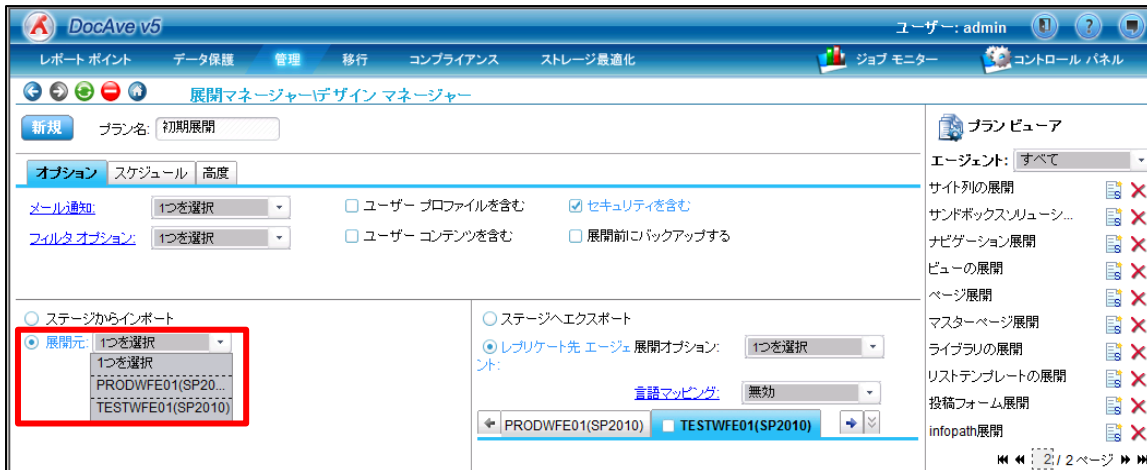 DocAve v5
ユーザー: admin
レポート ポイント データ保護 管理 移行 コンプライアンス ストレージ最適化 ジョブ モニター コントロール パネル
展開マネージャー\デザイン マネージャー
新規 プラン名: 初期展開
オプション スケジュール 高度
メール通知: 1つを選択 ユーザー プロファイルを含む セキュリティを含む
フィルタ オプション: 1つを選択 ユーザー コンテンツを含む 展開前にバックアップする
ステージからインポート
展開元: 1つを選択
1つを選択
PRODWFE01(SP20...
TESTWFE01(SP2010)
ステージへエクスポート
レプリケート先 エージェ 展開オプション: 1つを選択
ント:
言語マッピング: 無効
PRODWFE01(SP2010) TESTWFE01(SP2010)
プラン ビューア
エージェント: すべて
サイト列の展開
サンドボックスソリューシ...
ナビゲーション展開
ビューの展開
ページ展開
マスターページ展開
ライブラリの展開
リストテンプレートの展開
投稿フォーム展開
infopath展開
2 / 2 ページ